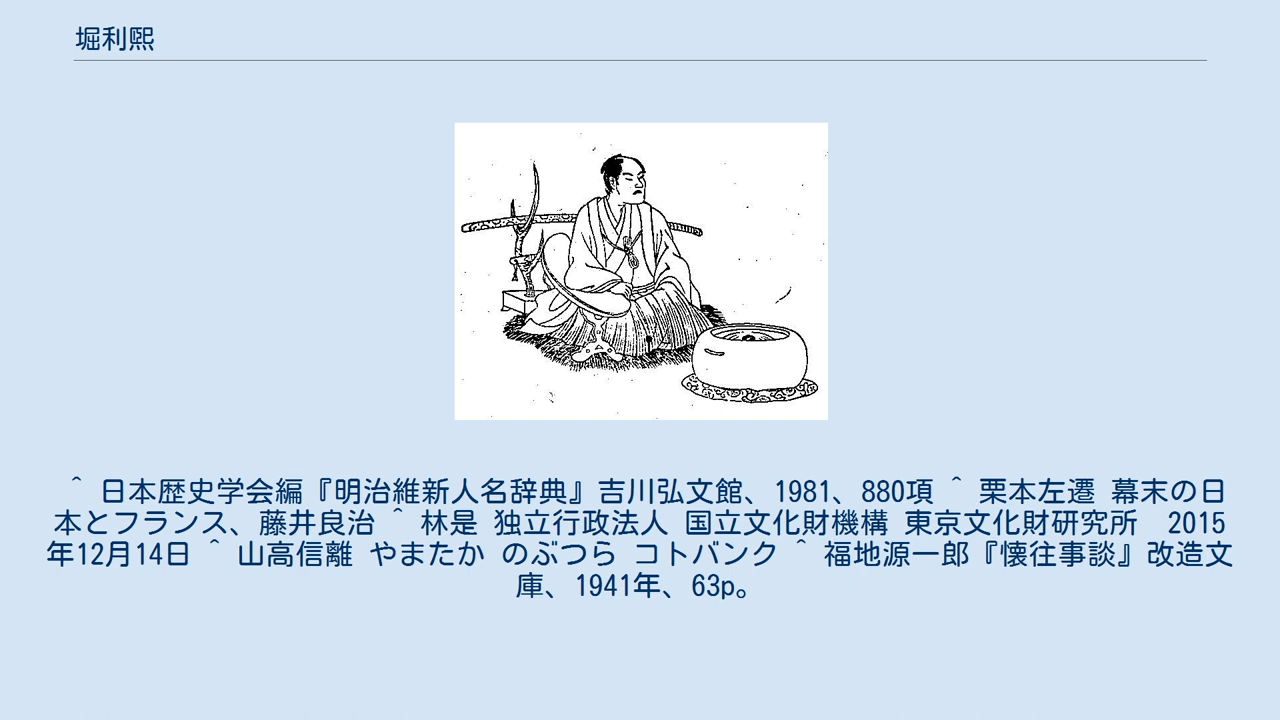 堀利熙
^ 日本歴史学会編『明治維新人名辞典』吉川弘文館、1981、880項 ^ 栗本左遷 幕末の日
本とフランス、藤井良治 ^ 林是 独立行政法人 国立文化財機構 東京文化財研究所　2015
年12月14日 ^ 山高信離 やまたか のぶつら コトバンク ^ 福地源一郎『懐往事談』改造文
庫、1941年、63p。